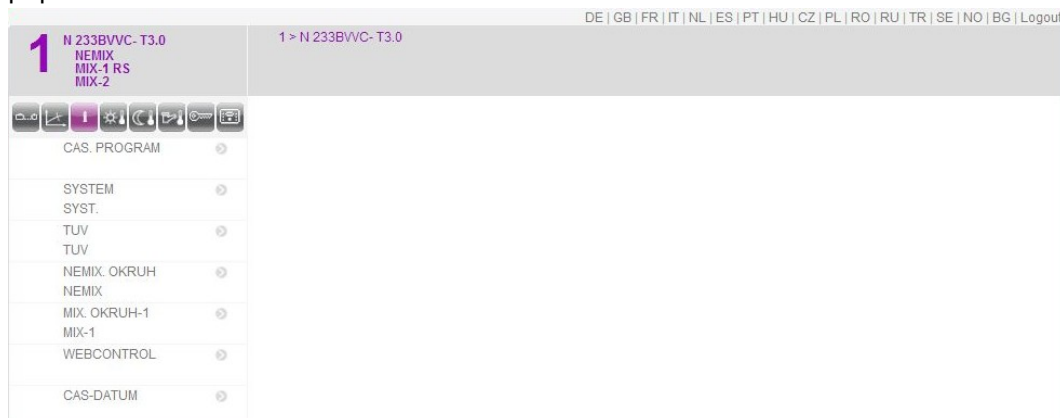 DE | GB | FR | IT | NL | ES | PT | HU | CZ | PL | RO | RU | TR | SE | NO | BG | Logout
1
N 233BVVC- T3.0
NEMIX
MIX-1 RS
MIX-2
1 > N 233BVVC- T3.0
CAS. PROGRAM
SYSTEM
SYST.
TUV
TUV
NEMIX. OKRUH
NEMIX
MIX. OKRUH-1
MIX-1
WEBCONTROL
CAS-DATUM